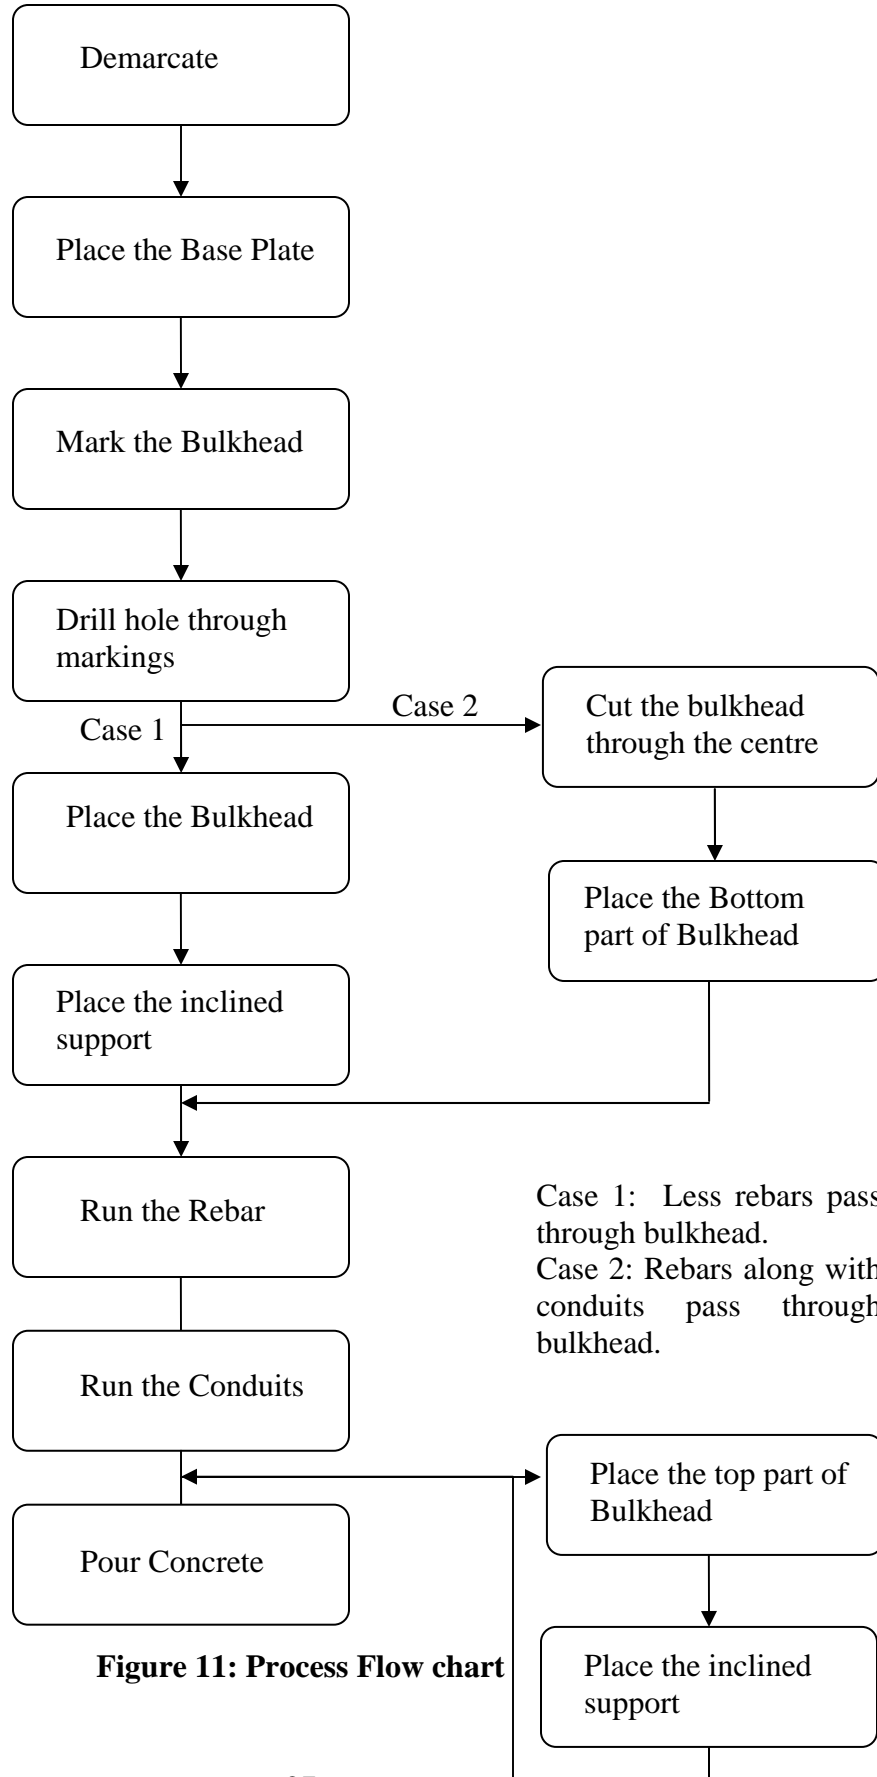 Demarcate
Place the Base Plate
Mark the Bulkhead
Drill hole through
markings
Case 1
Case 2
Cut the bulkhead
through the centre
Place the Bulkhead
Place the Bottom
part of Bulkhead
Place the inclined
support
Run the Rebar
Case 1: Less rebars pass
through bulkhead.
Case 2: Rebars along with
conduits pass through
bulkhead.
Run the Conduits
Place the top part of
Bulkhead
Pour Concrete
Figure 11: Process Flow chart
Place the inclined
support